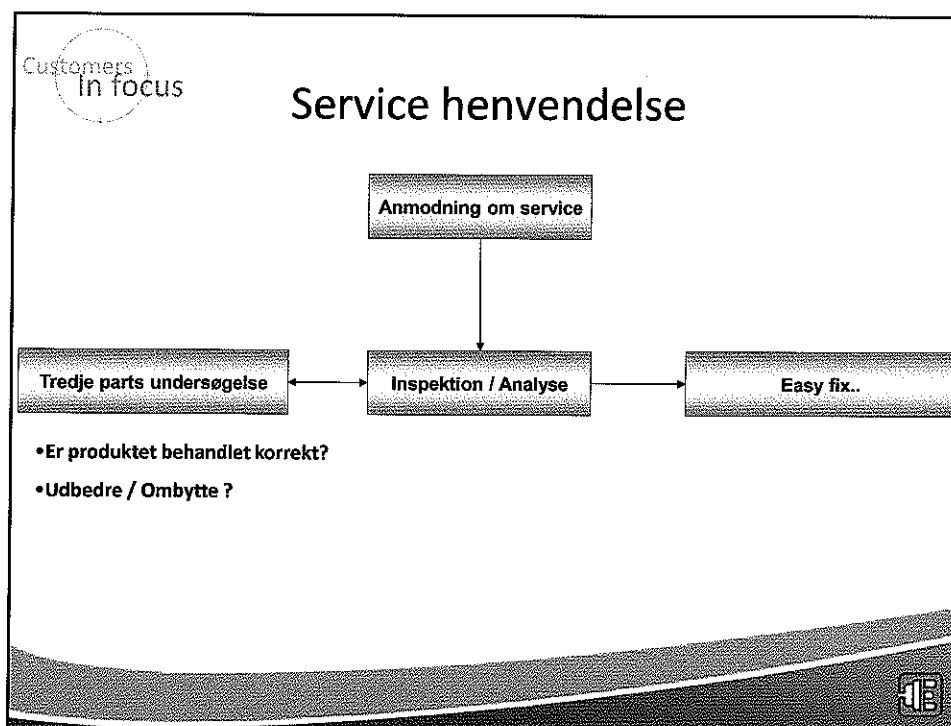 Customers
In focus
Service henvendelse
Anmodning om service
Tredje parts undersøgelse
Inspektion / Analyse
Easy fix..
•Er produktet behandlet korrekt?
•Udbedre / Ombytte ?